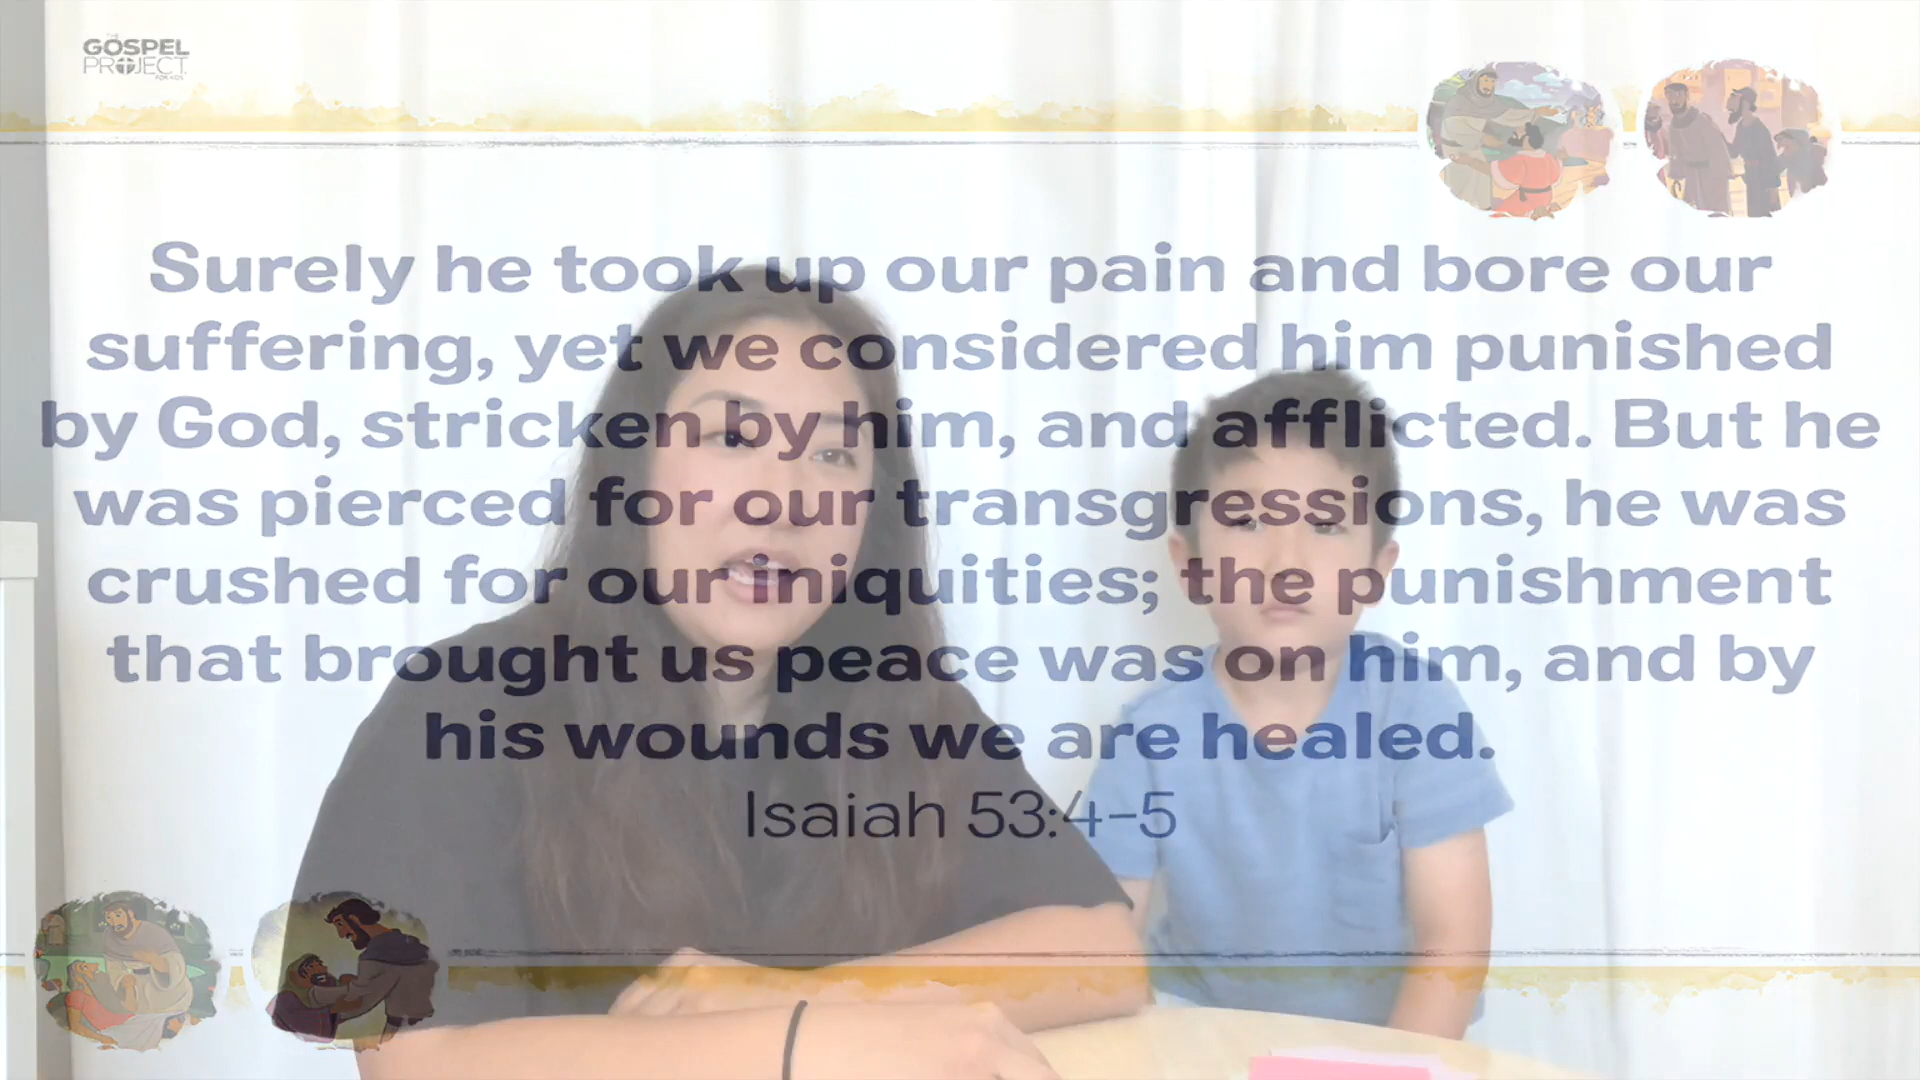 THE
GOSPEL
PROJECT
FOR KIDS
Surely he took up our pain and bore our
suffering, yet we considered him punished
by God, stricken by him, and afflicted. But he
was pierced for our transgressions, he was
crushed for our iniquities; the punishment
that brought us peace was on him, and by
his wounds we are healed.
Isaiah 53:4–5